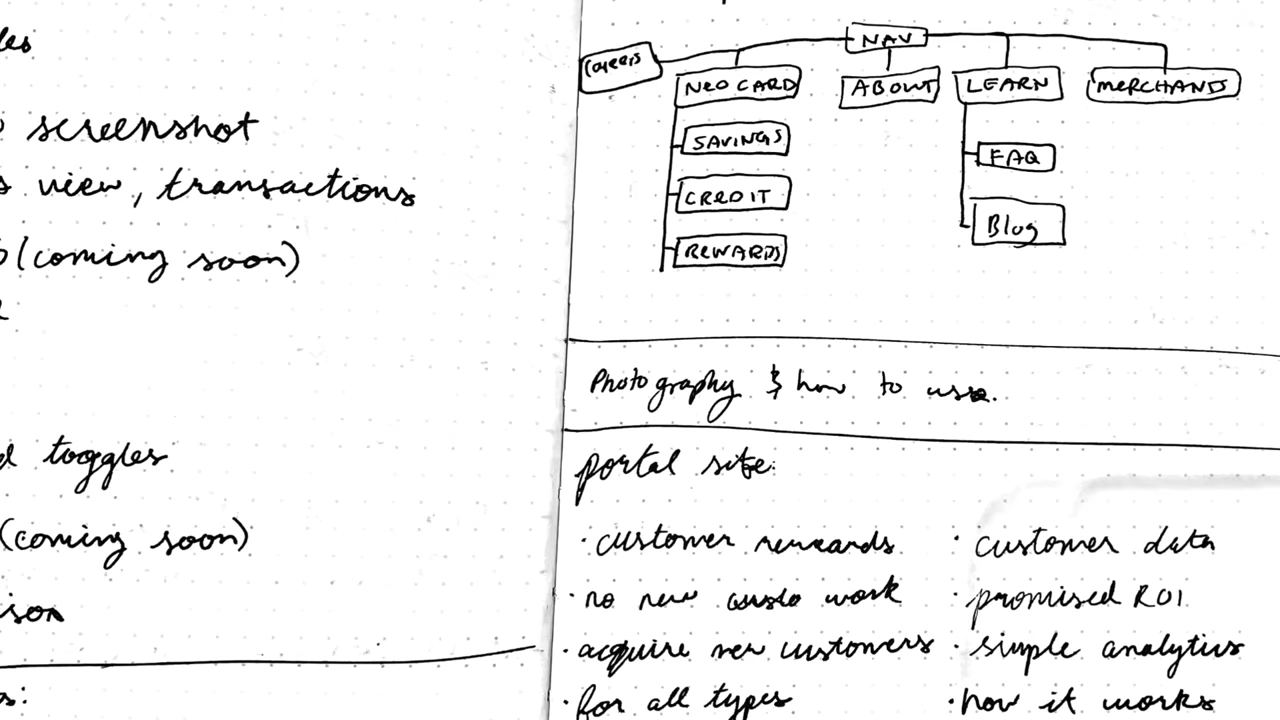 screenshot
view, transactions
(coming soon)
toggles
(coming soon)
NAV
Careers
NEO CARD
ABOUT
LEARN
MERCHANTS
SAVINGS
CREDIT
REWARDS
FAQ
Blog
Photography & how to use.
portal site:
· customer rewards
· no new work
· acquire new customers
· for all types
· customer data
· promised ROI
· simple analytics
· how it works